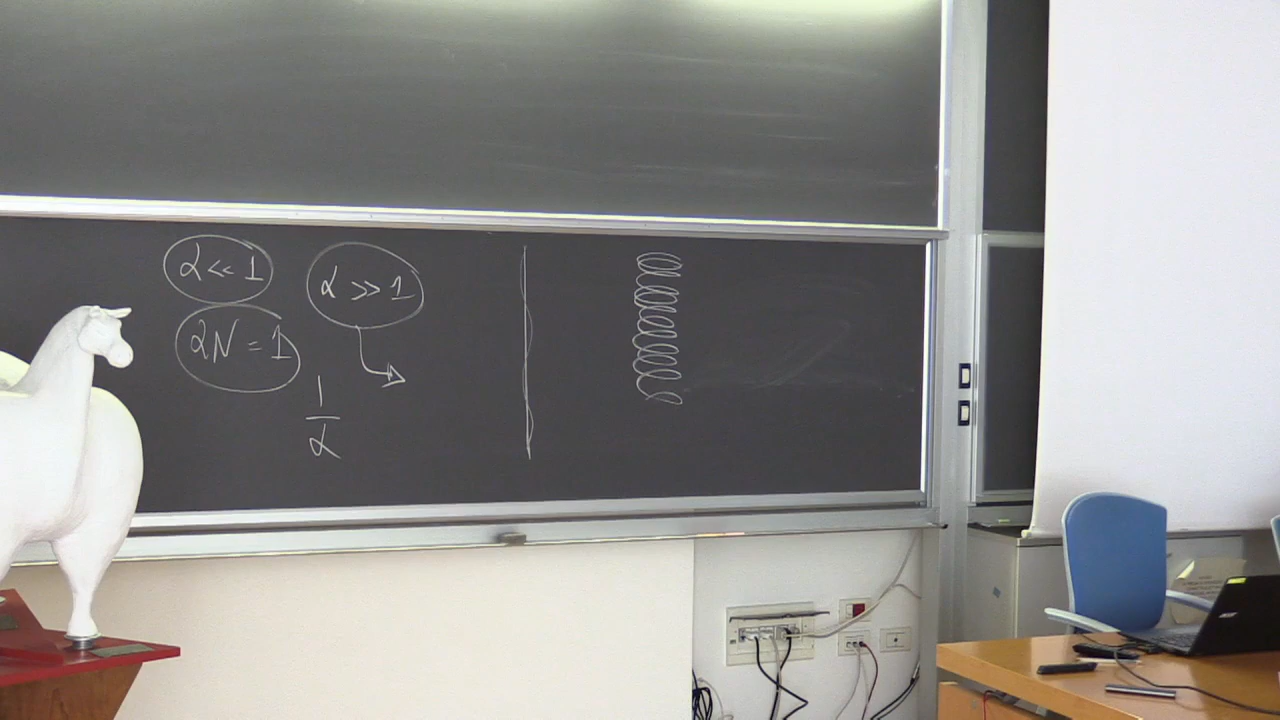 α << 1
α >> 1
αN = 1
1
α